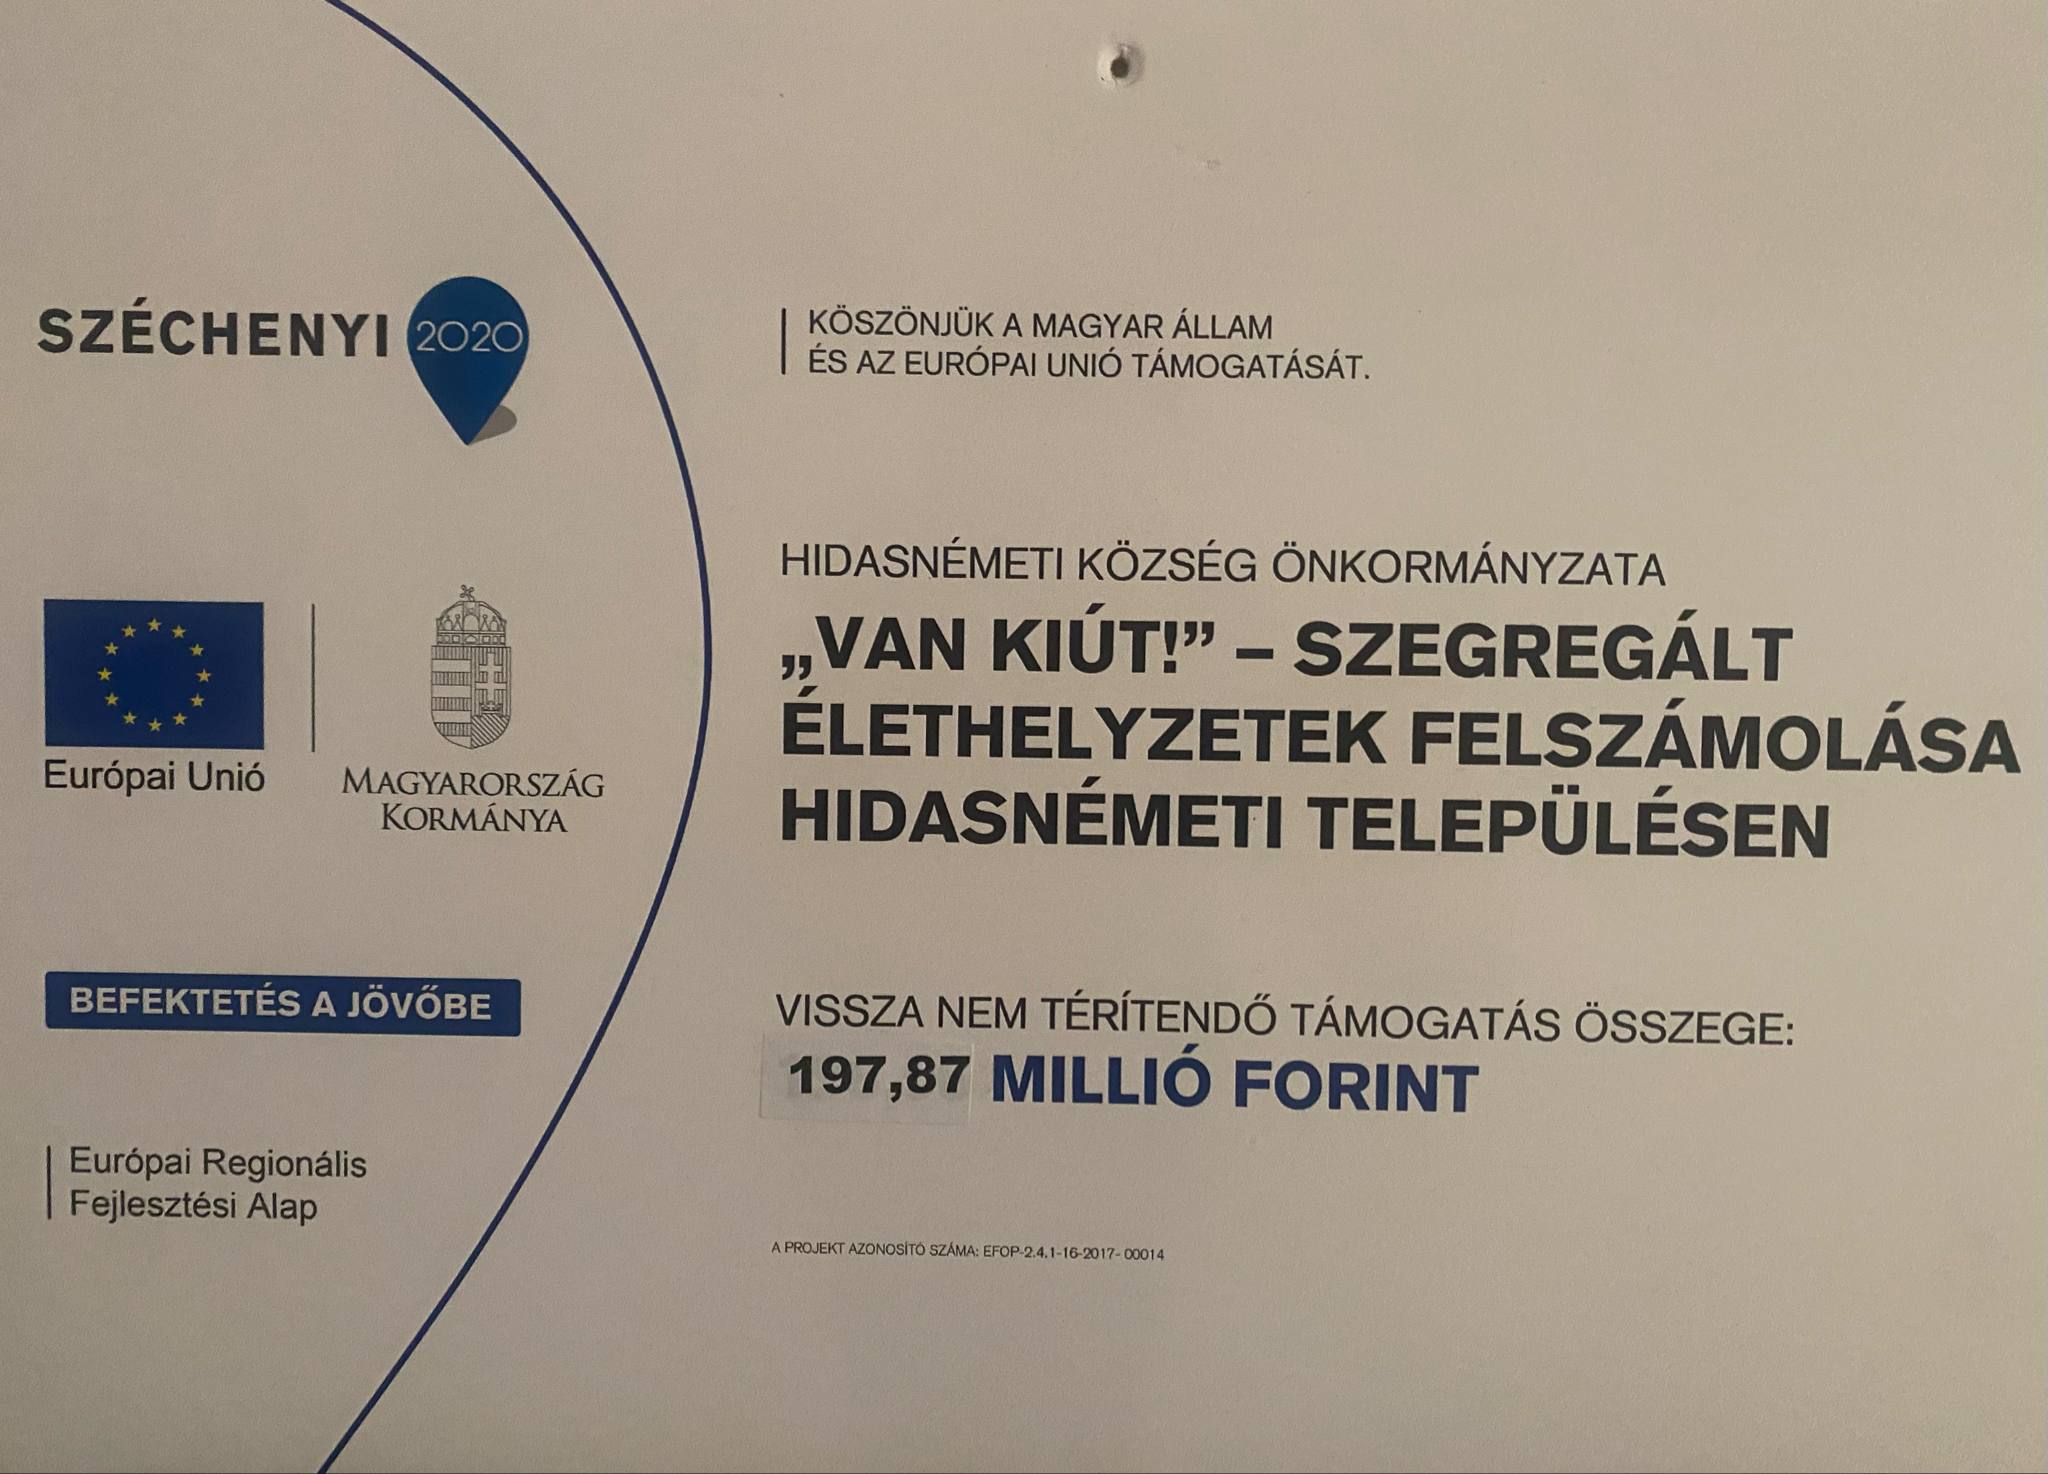 SZÉCHENYI 2020
KÖSZÖNJÜK A MAGYAR ÁLLAM
ÉS AZ EURÓPAI UNIÓ TÁMOGATÁSÁT.
Európai Unió
MAGYARORSZÁG
KORMÁNYA
HIDASNÉMETI KÖZSÉG ÖNKORMÁNYZATA
„VAN KIÚT!” – SZEGREGÁLT
ÉLETHELYZETEK FELSZÁMOLÁSA
HIDASNÉMETI TELEPÜLÉSEN
BEFEKTETÉS A JÖVŐBE
VISSZA NEM TÉRÍTENDŐ TÁMOGATÁS ÖSSZEGE:
197,87 MILLIÓ FORINT
Európai Regionális
Fejlesztési Alap
A PROJEKT AZONOSÍTÓ SZÁMA: EFOP-2.4.1-16-2017- 00014